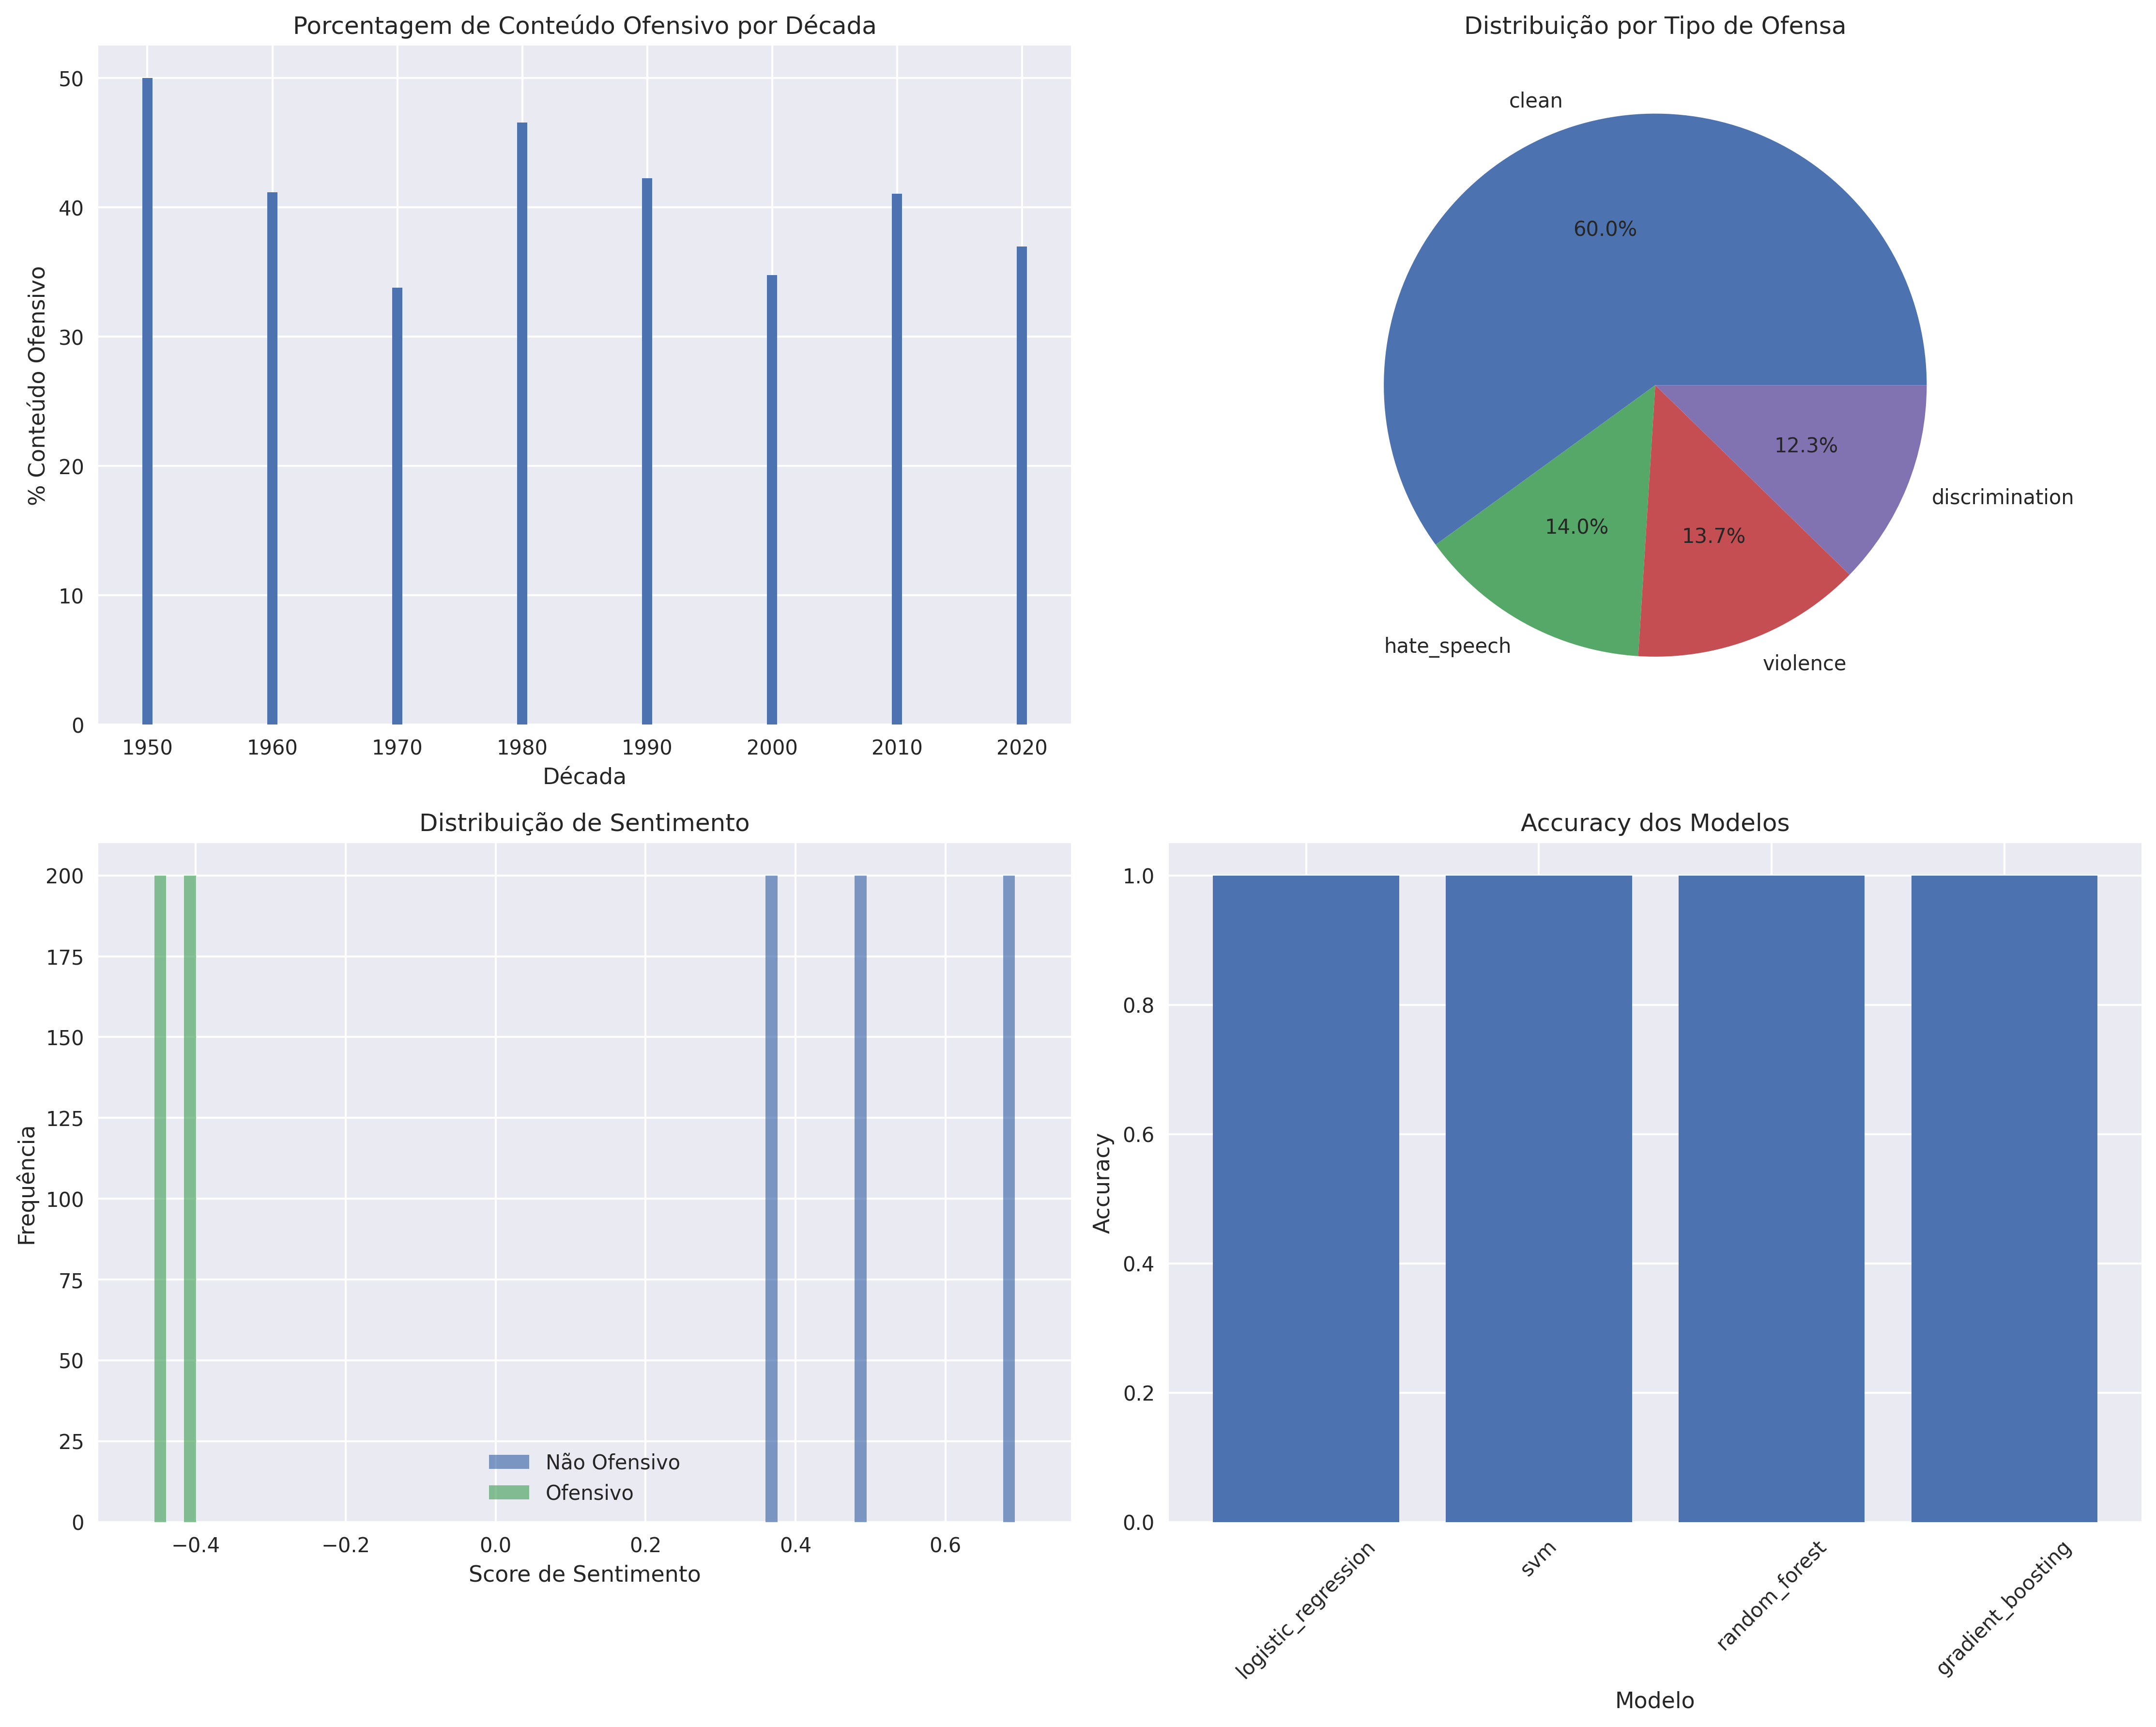 Porcentagem de Conteúdo Ofensivo por Década
% Conteúdo Ofensivo
50
40
30
20
10
0
1950 1960 1970 1980 1990 2000 2010 2020
Década
Distribuição por Tipo de Ofensa
clean
60.0%
12.3%
discrimination
14.0%
13.7%
hate_speech
violence
Distribuição de Sentimento
Frequência
200
175
150
125
100
75
50
25
0
Não Ofensivo
Ofensivo
−0.4 −0.2 0.0 0.2 0.4 0.6
Score de Sentimento
Accuracy dos Modelos
Accuracy
1.0
0.8
0.6
0.4
0.2
0.0
logistic_regression
svm
random_forest
gradient_boosting
Modelo